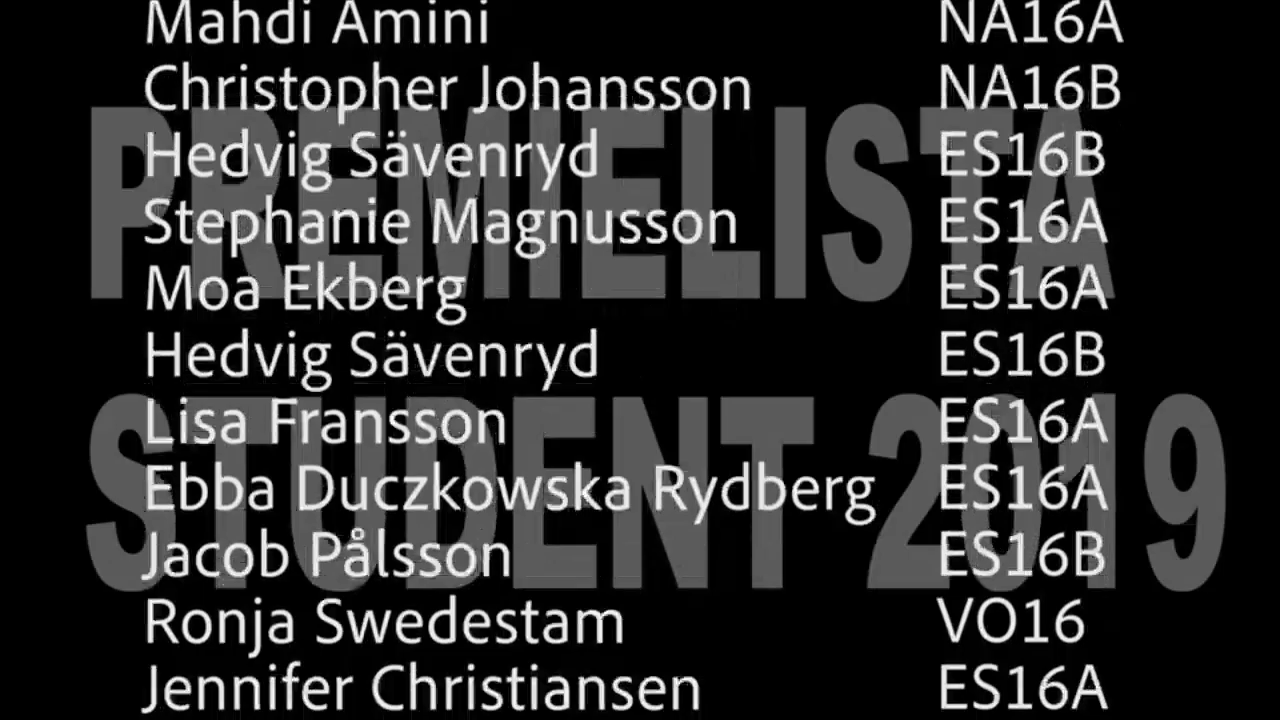 Mahdi Amini NA16A
Christopher Johansson NA16B
PREMIELISTA
Hedvig Sävenryd ES16B
Stephanie Magnusson ES16A
Moa Ekberg ES16A
Hedvig Sävenryd ES16B
Lisa Fransson ES16A
STUDENT 2019
Ebba Duczkowska Rydberg ES16A
Jacob Pålsson ES16B
Ronja Swedestam VO16
Jennifer Christiansen ES16A